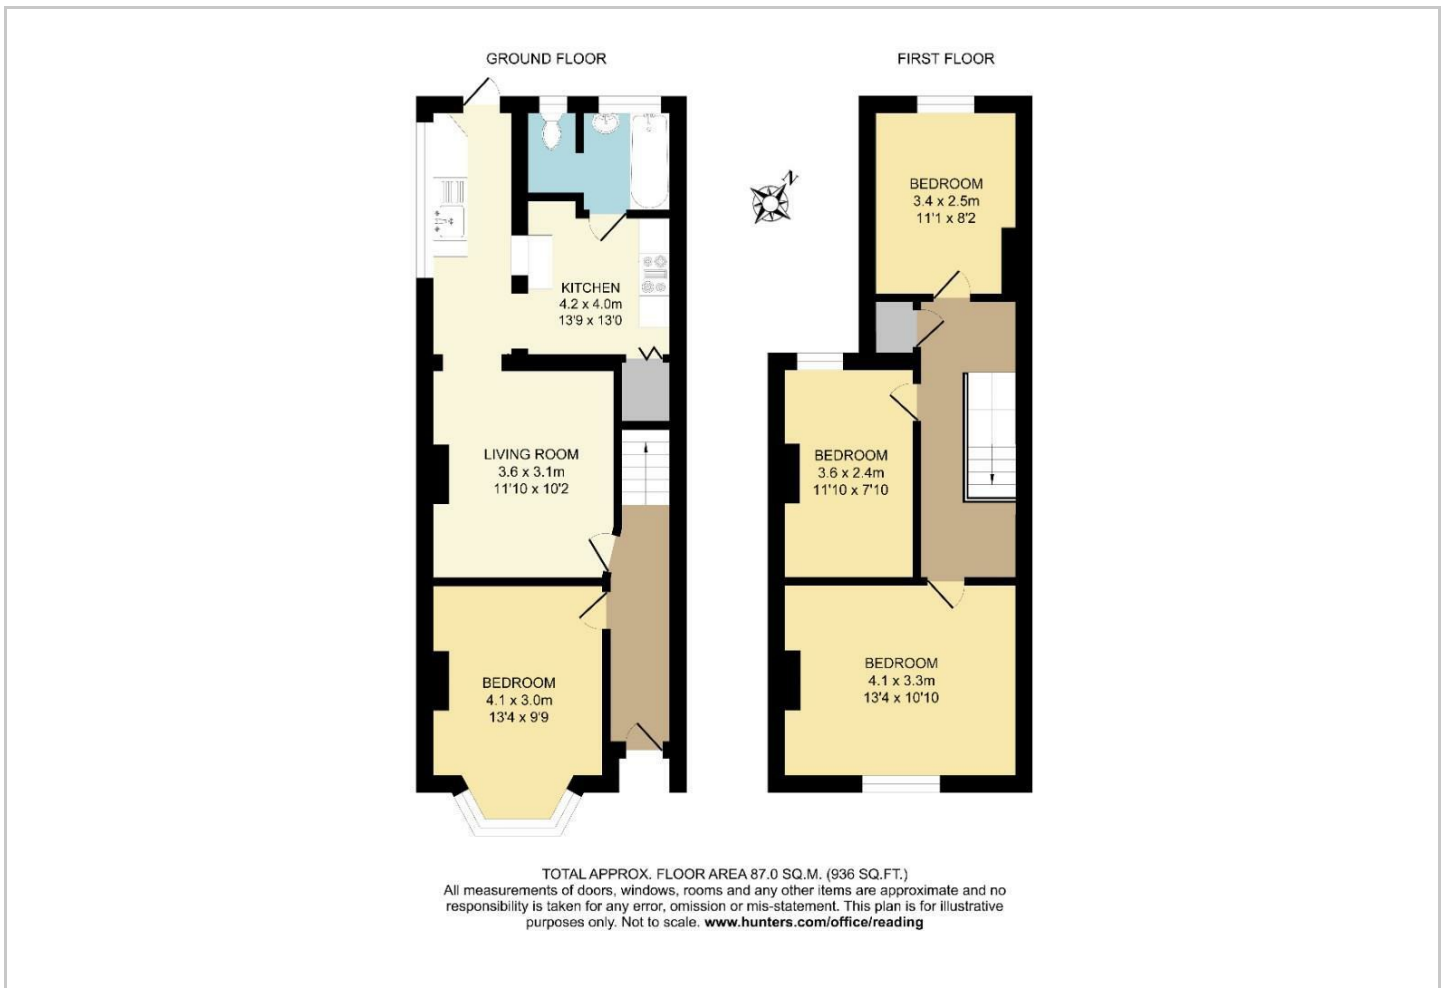 GROUND FLOOR
FIRST FLOOR
N
BEDROOM
3.4 x 2.5m
11'1 x 8'2
KITCHEN
4.2 x 4.0m
13'9 x 13'0
LIVING ROOM
3.6 x 3.1m
11'10 x 10'2
BEDROOM
3.6 x 2.4m
11'10 x 7'10
BEDROOM
4.1 x 3.0m
13'4 x 9'9
BEDROOM
4.1 x 3.3m
13'4 x 10'10
TOTAL APPROX. FLOOR AREA 87.0 SQ.M. (936 SQ.FT.)
All measurements of doors, windows, rooms and any other items are approximate and no
responsibility is taken for any error, omission or mis-statement. This plan is for illustrative
purposes only. Not to scale. www.hunters.com/office/reading